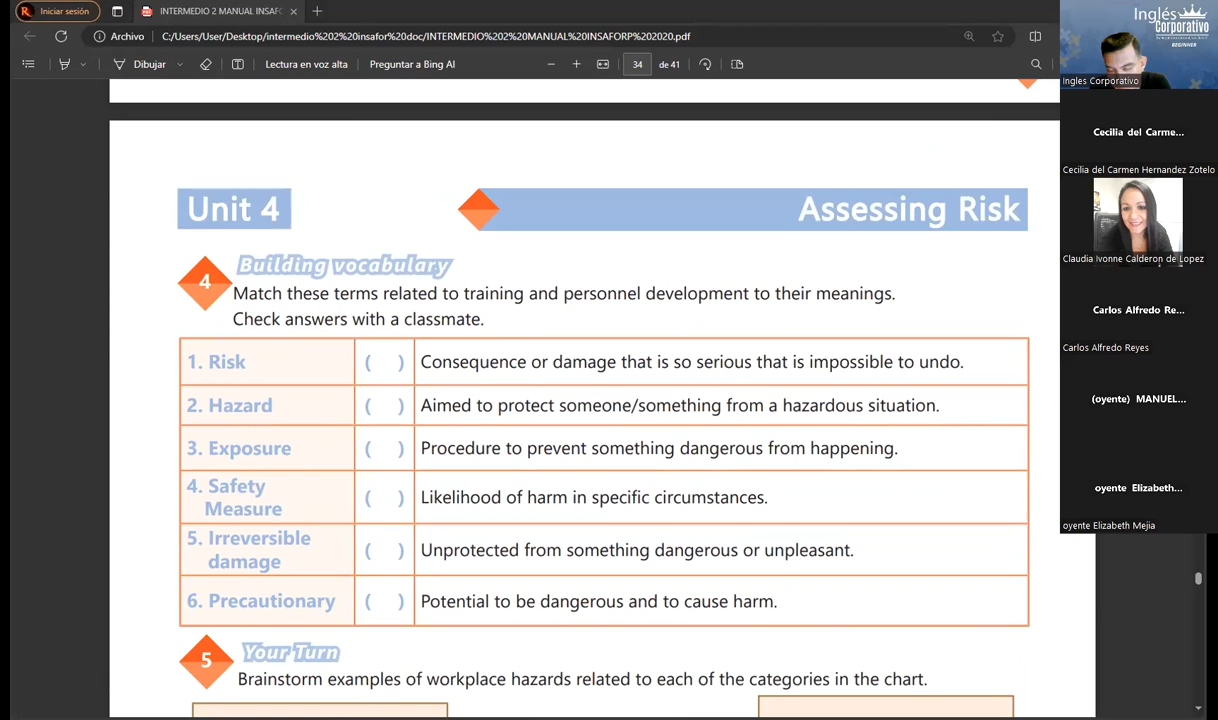 Iniciar sesión
INTERMEDIO 2 MANUAL INSAF
Archivo
C:/Users/User/Desktop/intermedio%202%20insafor%20doc/INTERMEDIO%202%20MANUAL%20INSAFORP%202020.pdf
Dibujar
Lectura en voz alta
Preguntar a Bing AI
34
de 41
Unit 4
Assessing Risk
4
Building vocabulary
Match these terms related to training and personnel development to their meanings.
Check answers with a classmate.
1. Risk ( ) Consequence or damage that is so serious that is impossible to undo.
2. Hazard ( ) Aimed to protect someone/something from a hazardous situation.
3. Exposure ( ) Procedure to prevent something dangerous from happening.
4. Safety
Measure ( ) Likelihood of harm in specific circumstances.
5. Irreversible
damage ( ) Unprotected from something dangerous or unpleasant.
6. Precautionary ( ) Potential to be dangerous and to cause harm.
5
Your Turn
Brainstorm examples of workplace hazards related to each of the categories in the chart.
Inglés
Corporativo
BEGINNER
Ingles Corporativo
Cecilia del Carme...
Cecilia del Carmen Hernandez Zotelo
Claudia Ivonne Calderon de Lopez
Carlos Alfredo Re...
Carlos Alfredo Reyes
(oyente) MANUEL...
oyente Elizabeth...
oyente Elizabeth Mejia